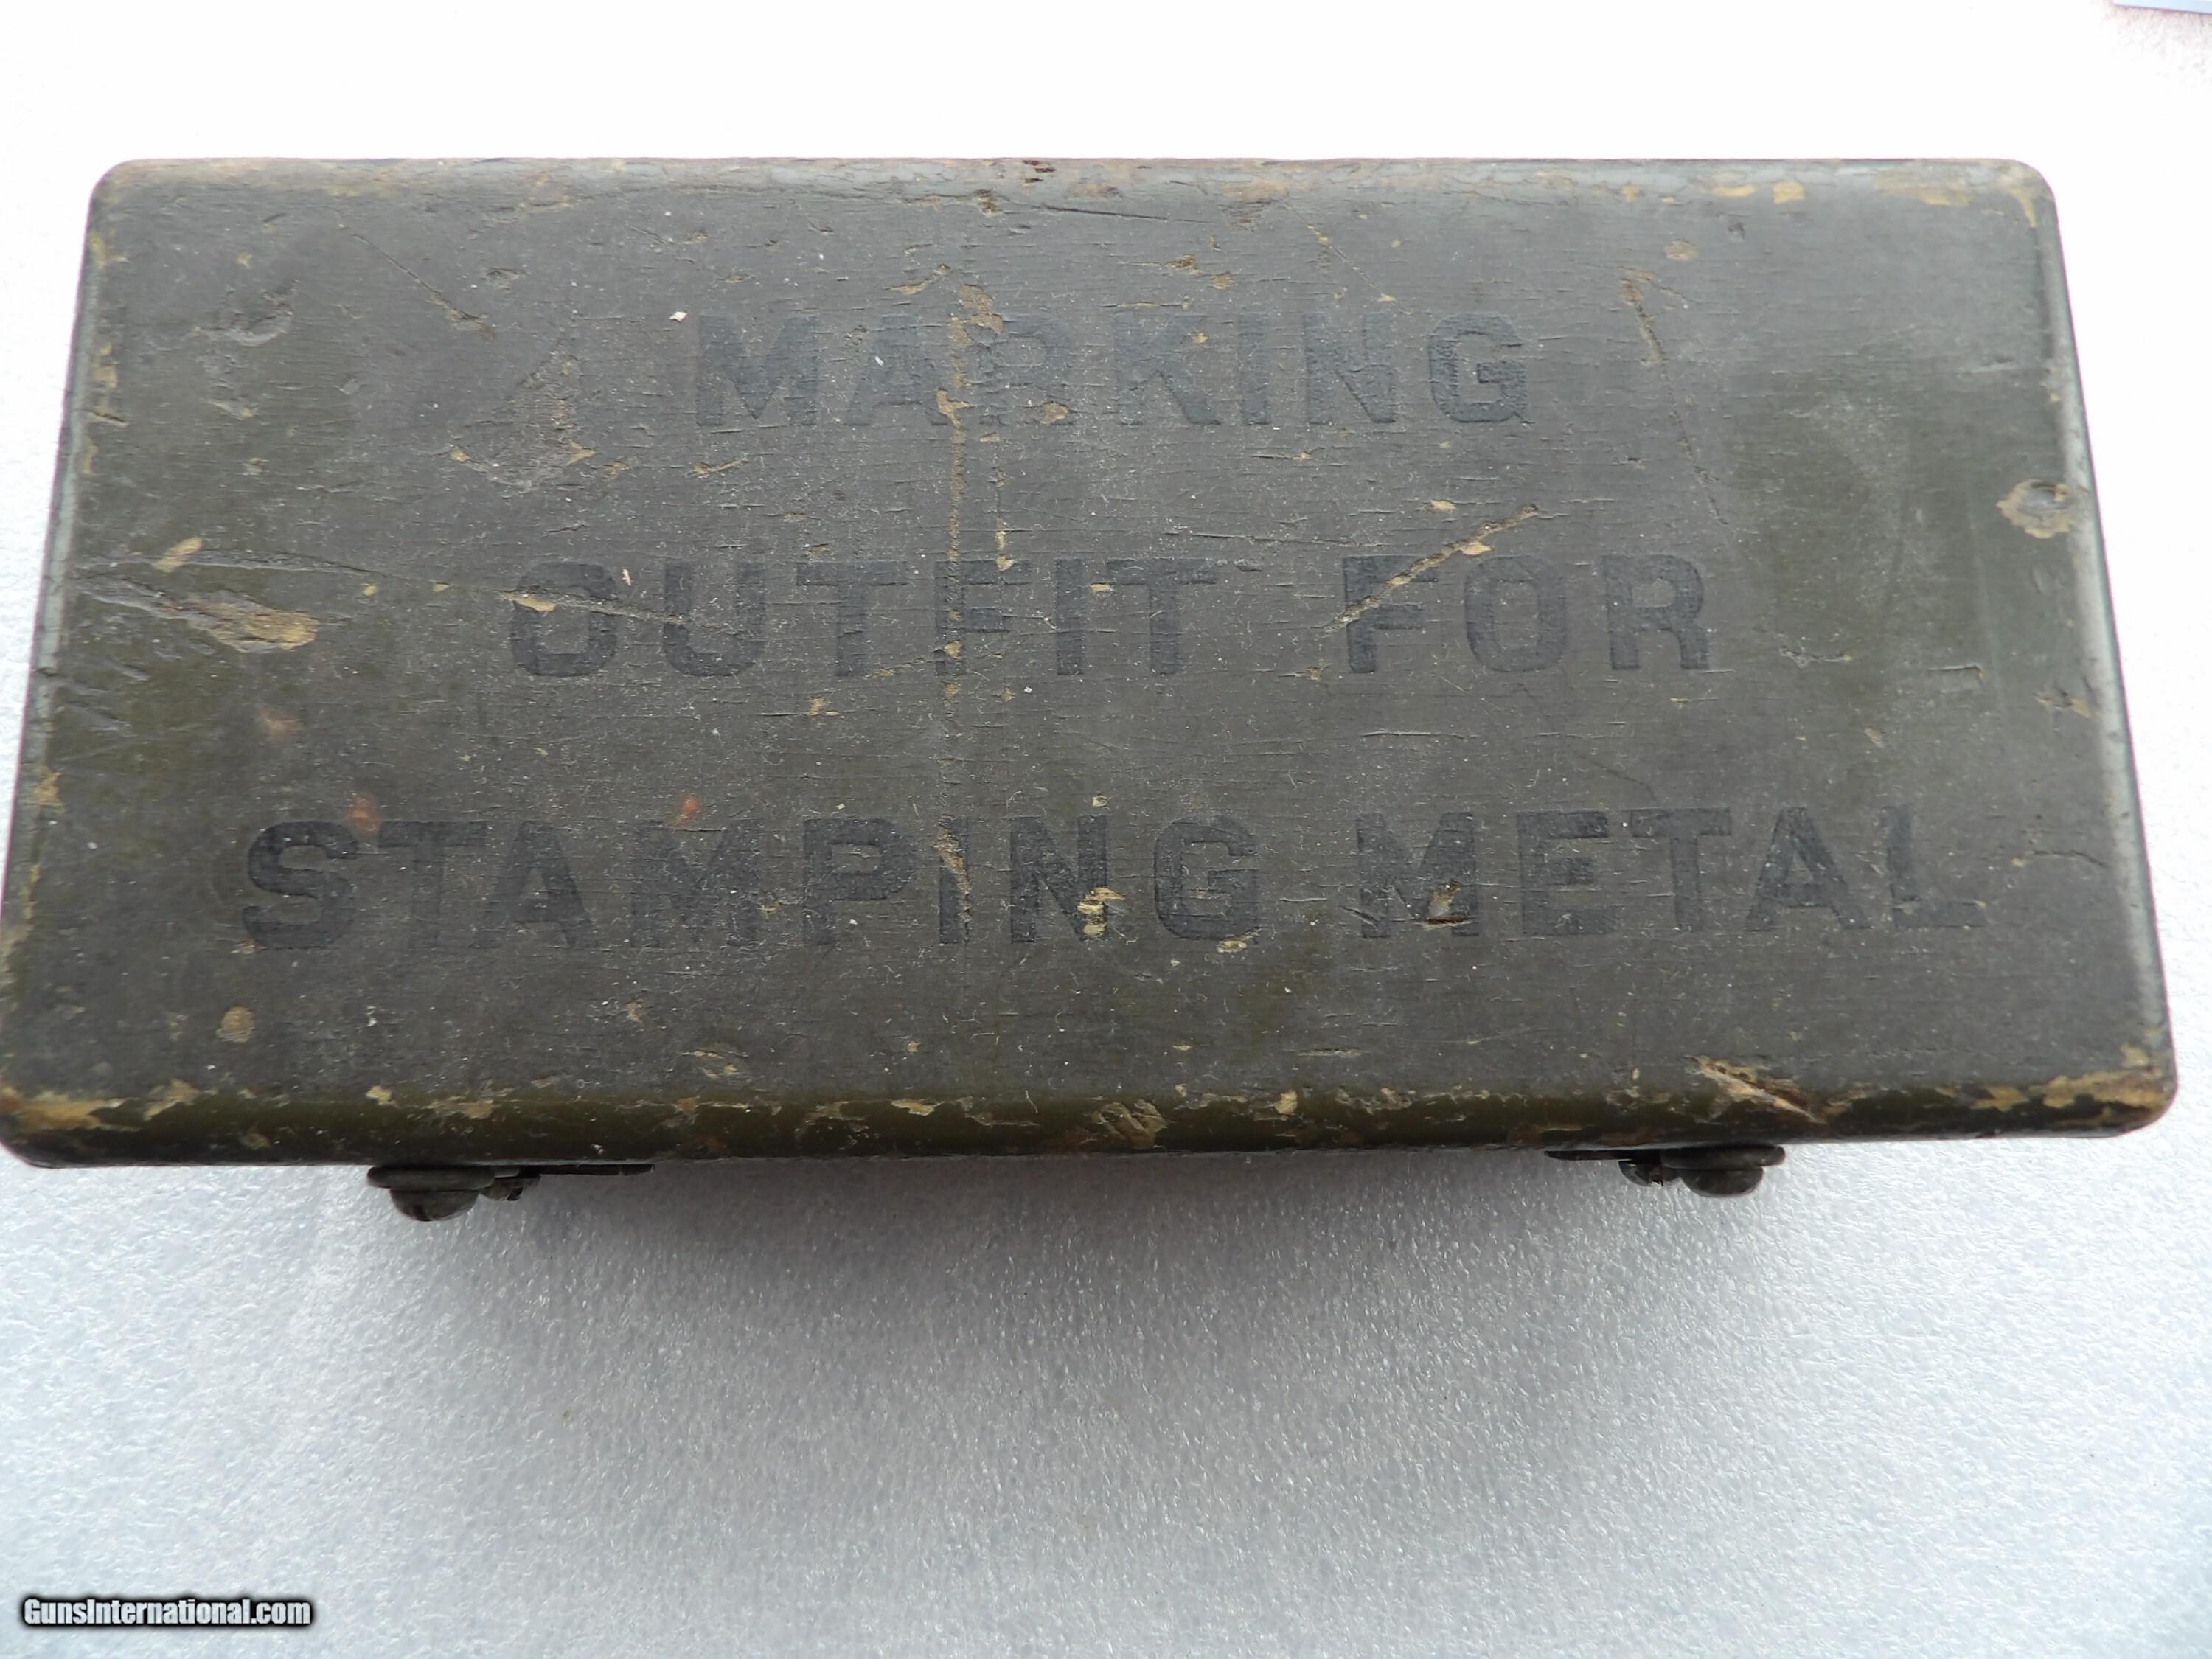 MARKING
OUTFIT FOR
STAMPING METAL
GunsInternational.com